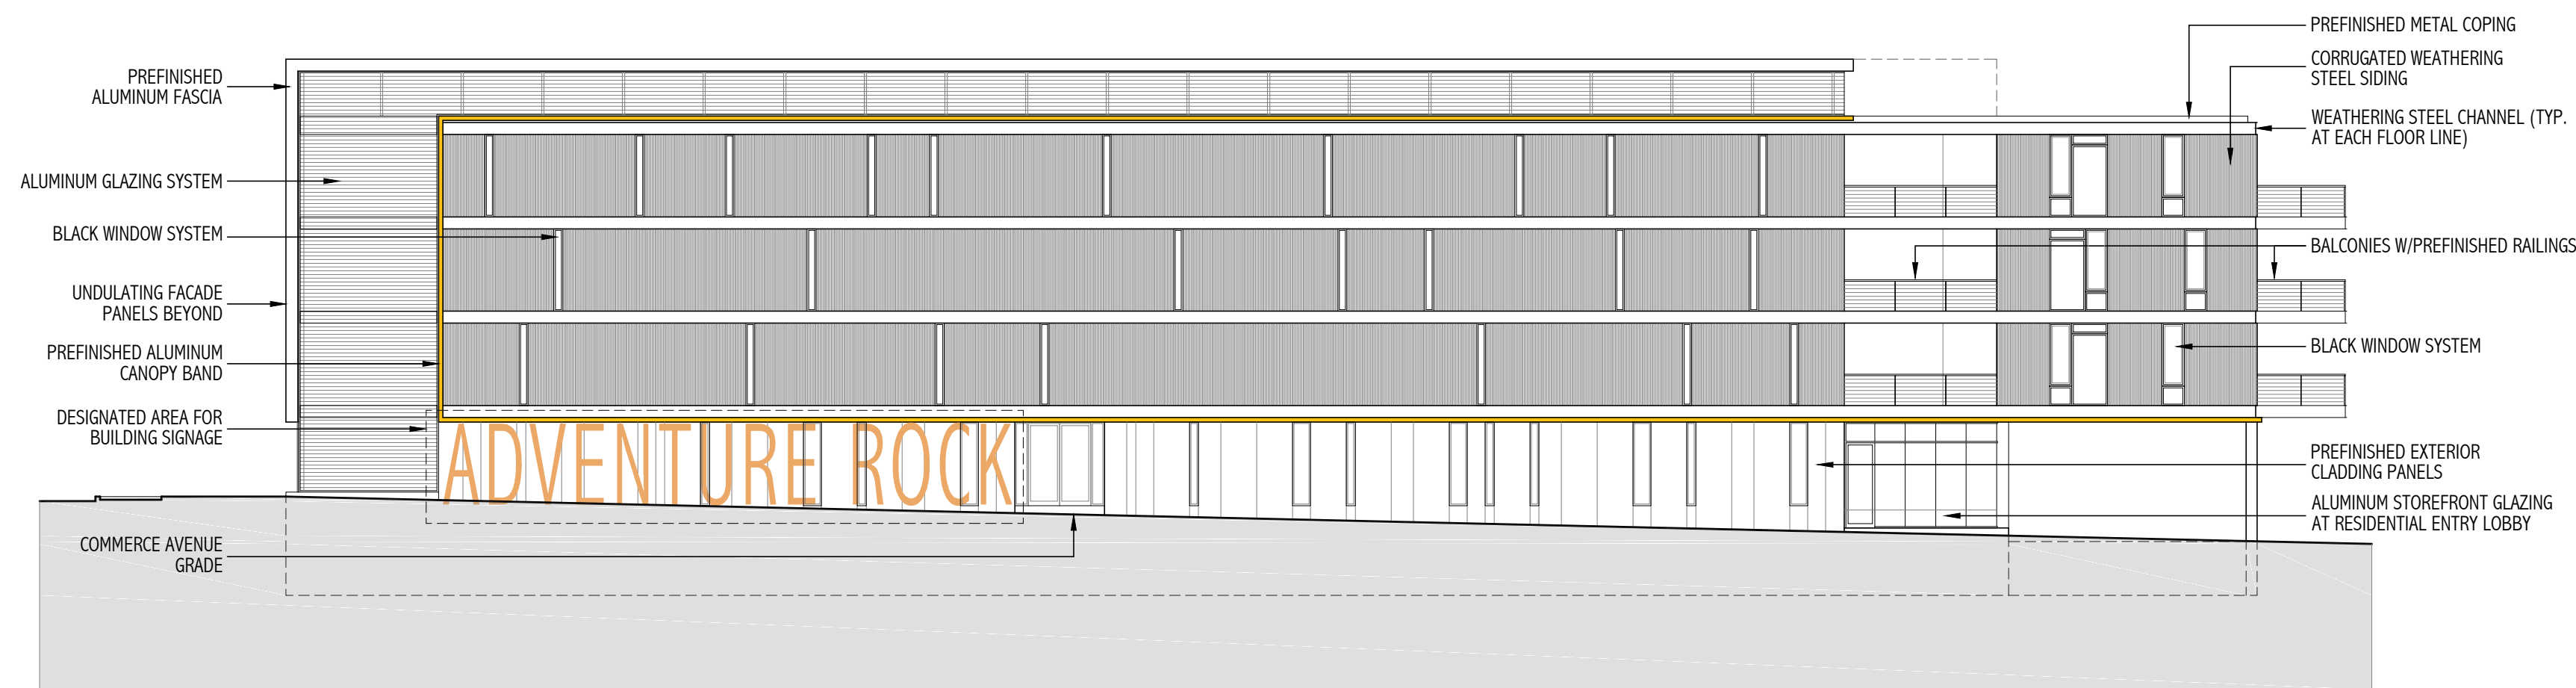 PREFINISHED
ALUMINUM FASCIA
ALUMINUM GLAZING SYSTEM
BLACK WINDOW SYSTEM
UNDULATING FACADE
PANELS BEYOND
PREFINISHED ALUMINUM
CANOPY BAND
DESIGNATED AREA FOR
BUILDING SIGNAGE
COMMERCE AVENUE
GRADE
ADVENTURE ROCK
PREFINISHED METAL COPING
CORRUGATED WEATHERING
STEEL SIDING
WEATHERING STEEL CHANNEL (TYP.
AT EACH FLOOR LINE)
BALCONIES W/PREFINISHED RAILINGS
BLACK WINDOW SYSTEM
PREFINISHED EXTERIOR
CLADDING PANELS
ALUMINUM STOREFRONT GLAZING
AT RESIDENTIAL ENTRY LOBBY